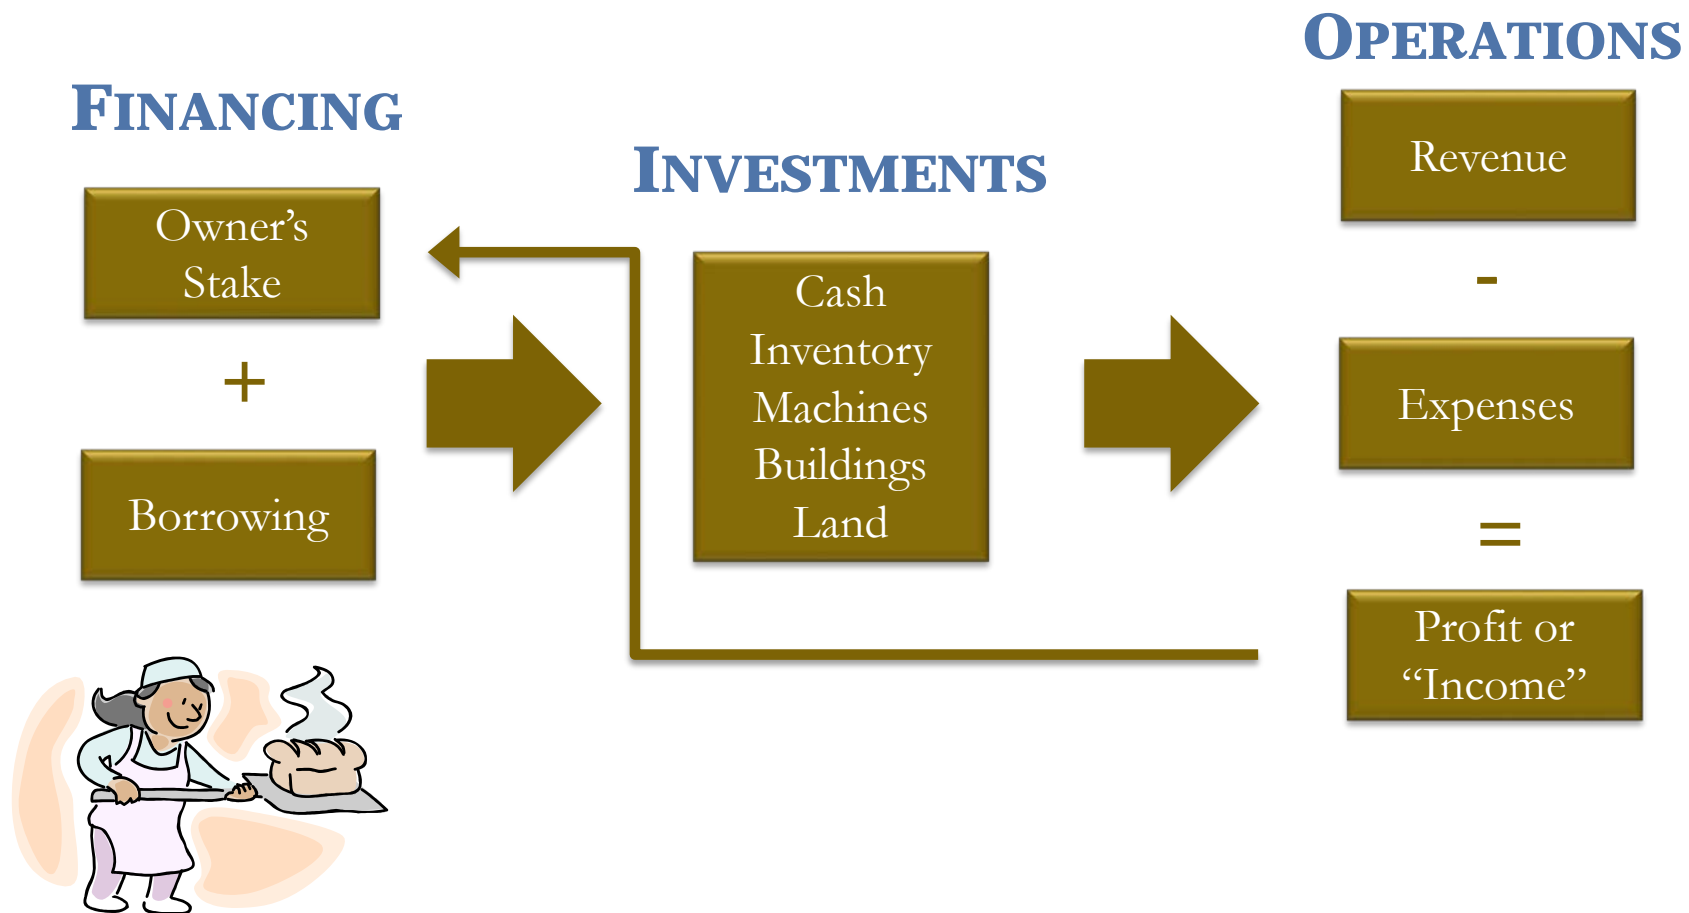 FINANCING
Owner’s
Stake
+
Borrowing
INVESTMENTS
Cash
Inventory
Machines
Buildings
Land
OPERATIONS
Revenue
-
Expenses
=
Profit or
“Income”